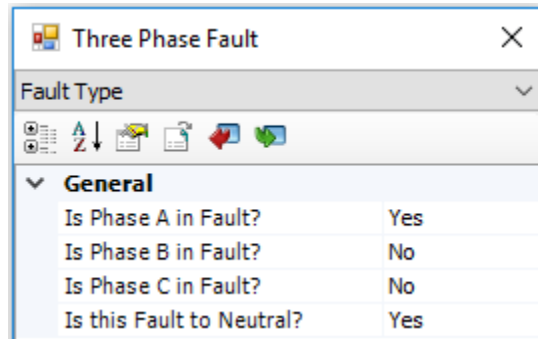 Three Phase Fault
Fault Type
General
Is Phase A in Fault? Yes
Is Phase B in Fault? No
Is Phase C in Fault? No
Is this Fault to Neutral? Yes